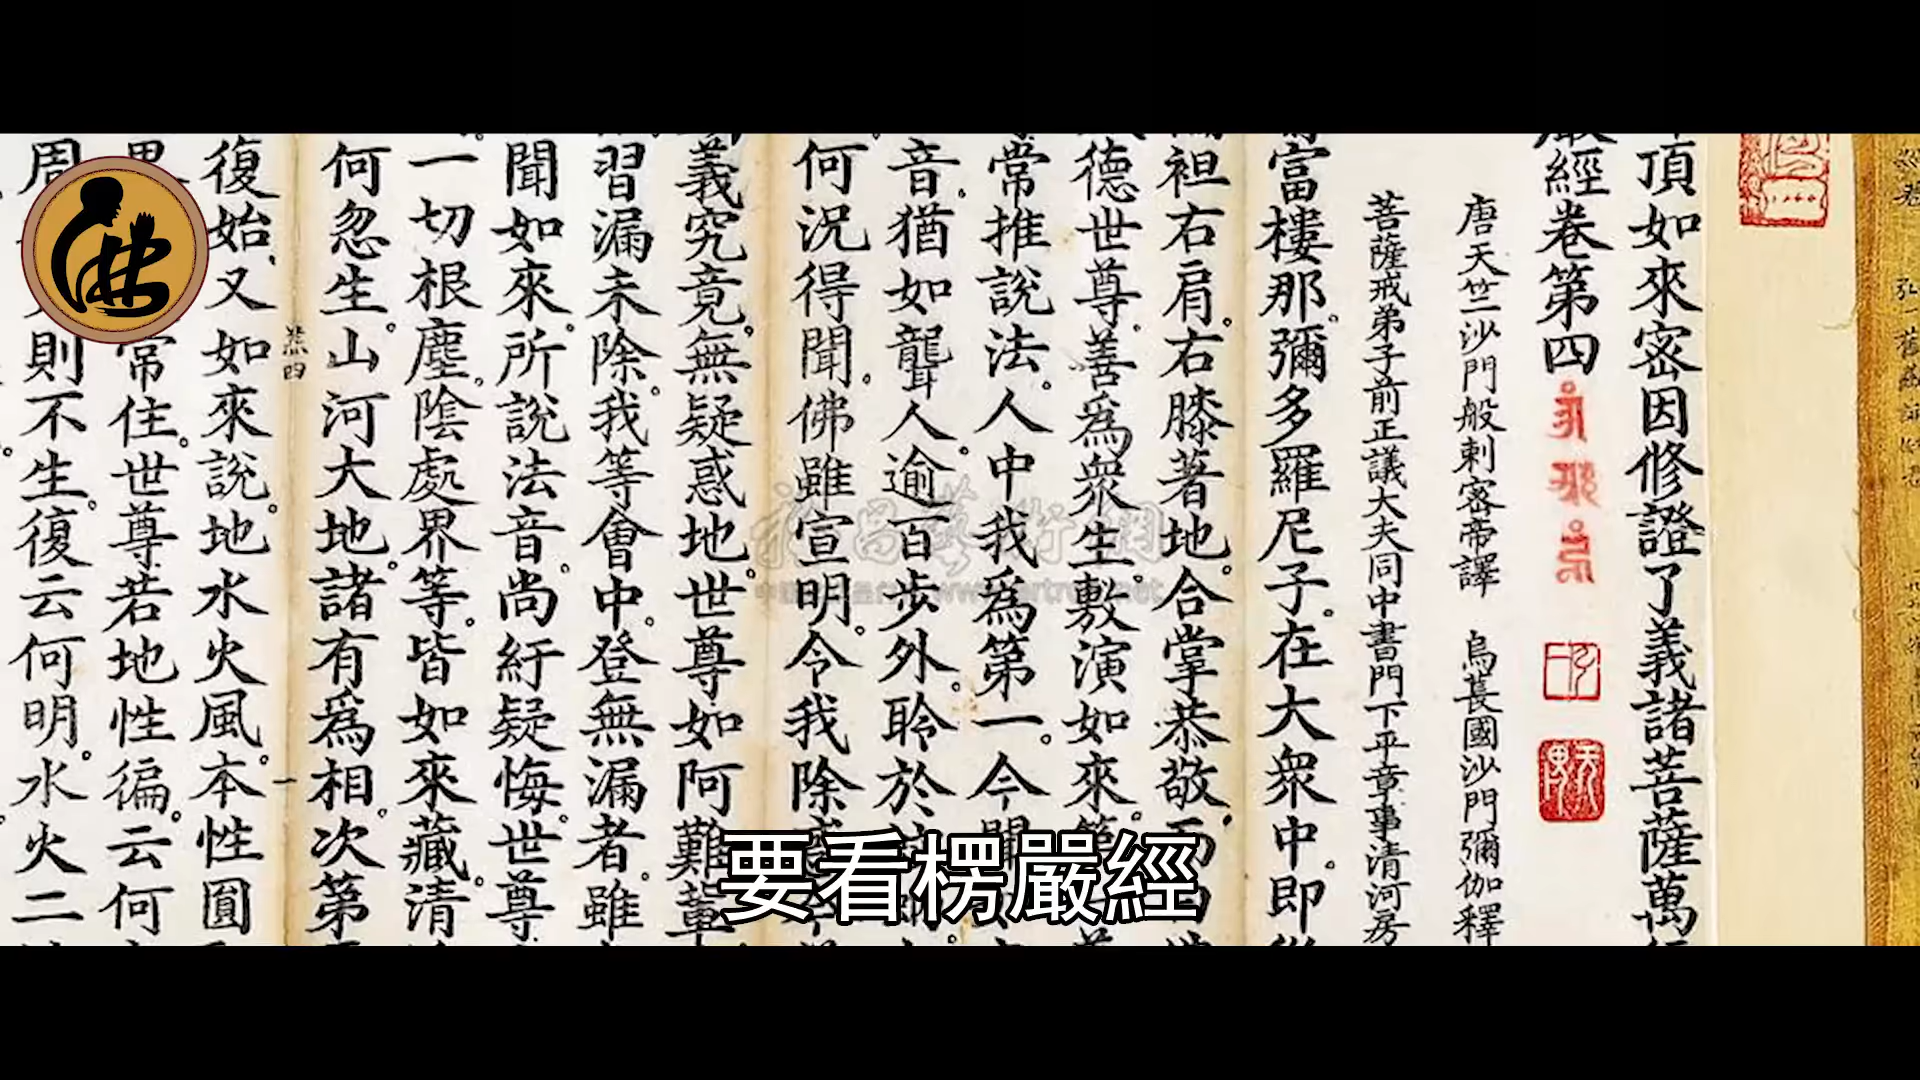 頂如來密因修證了義諸菩薩萬
嚴經卷第四
唐天竺沙門般剌密帝譯 烏萇國沙門彌伽釋
菩薩戒弟子前正議大夫同中書門下平章事清河房
富樓那彌多羅尼子。在大衆中。即
袒右肩。右膝著地。合掌恭敬。而白
德世尊。善爲衆生。敷演如來。第
常推說法。人中我爲第一。今聞
音。猶如聾人。逾百步外。聆於
何況得聞。佛雖宣明。令我除惑
義究竟。無疑惑地。世尊。如阿難輩
習漏未除。我等會中。登無漏者。雖
聞如來。所說法音。尚紆疑悔。世尊
一切根塵。陰處界等。皆如來藏。清
何忽生。山河大地。諸有爲相。次第
復始。又如來說。地水火風。本性圓
常住。世尊。若地性徧。云何
周
則不生。復云何明。水火二
佛
要看楞嚴經